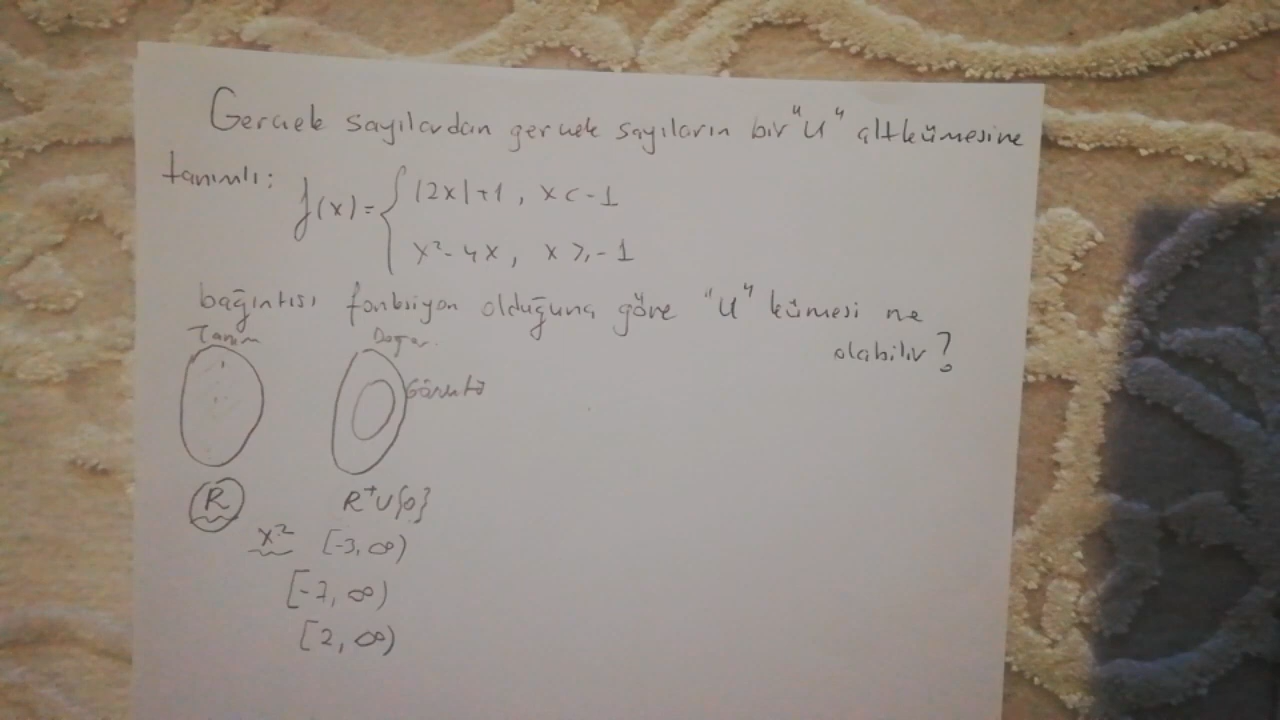 Gerçek sayılardan gerçek sayıların bir "U" altkümesine
tanımlı:
f(x)= { |2x|+1, x<-1
x²-4x, x≥-1
bağıntısı fonksiyon olduğuna göre "U" kümesi ne
olabilir?
Tanım Değer
Görüntü
R R⁺∪{0}
x² [-3, ∞)
[-7, ∞)
[2, ∞)